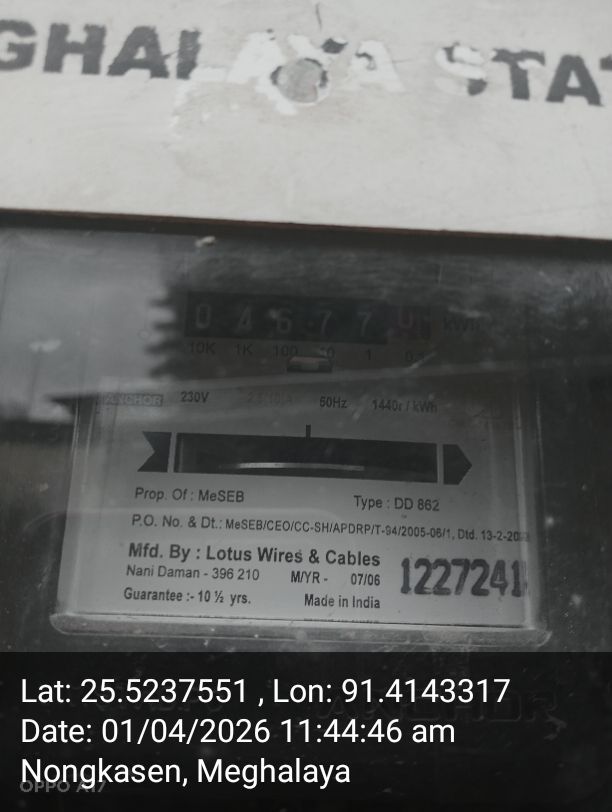 GHALAYA STAT
0 4 6 7 7
kWh
10K 1K 100 10 1
ANCHOR 230V 50Hz 1440r / kWh
Prop. Of : MeSEB Type : DD 862
P.O. No. & Dt.: MeSEB/CEO/CC-SH/APDRP/T-94/2005-06/1, Dtd. 13-2-
Mfd. By : Lotus Wires & Cables
Nani Daman - 396 210 M/YR - 07/06
1227241
Guarantee :- 10 ½ yrs. Made in India
Lat: 25.5237551 , Lon: 91.4143317
Date: 01/04/2026 11:44:46 am
Nongkasen, Meghalaya
OPPO A17